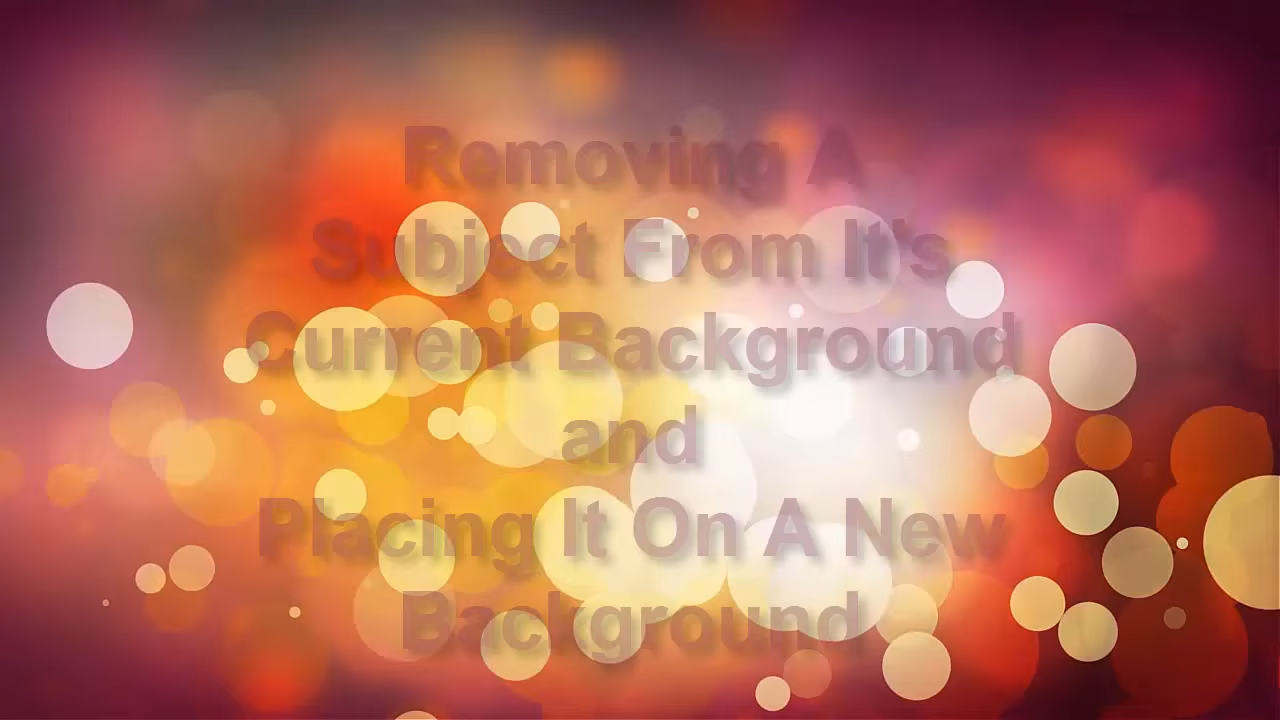 Removing A
Subject From It's
Current Background
and
Placing It On A New
Background